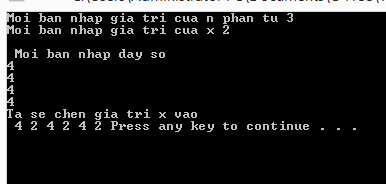 Moi ban nhap gia tri cua n phan tu 3
Moi ban nhap gia tri cua x 2
Moi ban nhap day so
4
4
4
4
Ta se chen gia tri x vao
4 2 4 2 4 2 Press any key to continue . . .